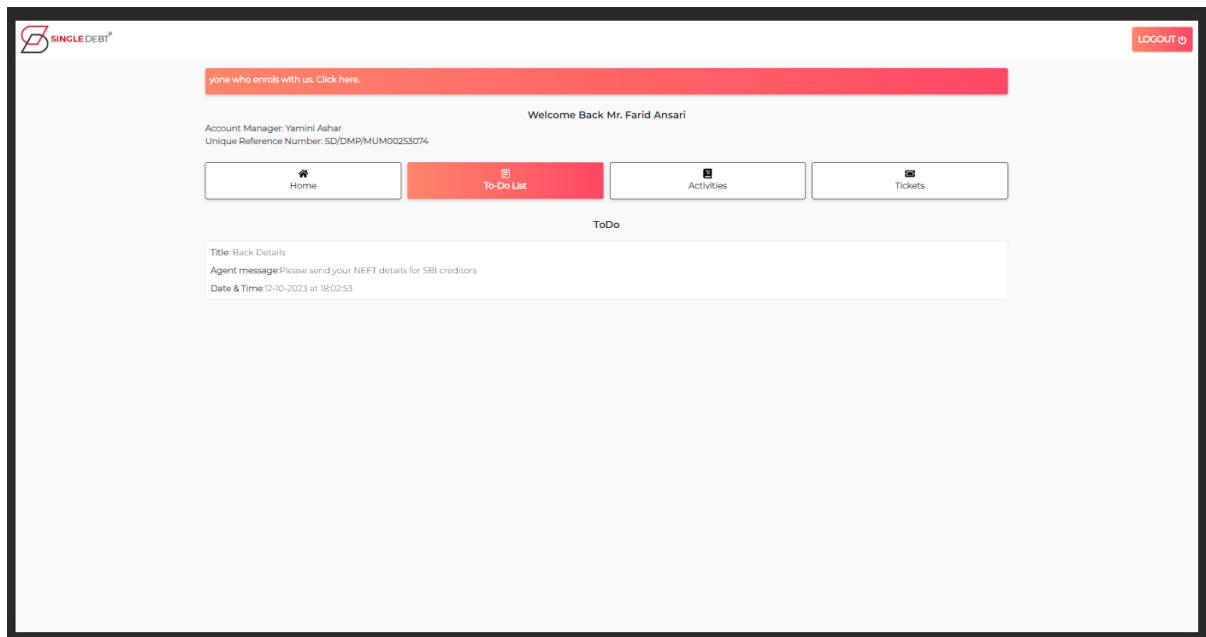 SINGLEDEBT®
LOGOUT
yone who enrols with us. Click here.
Welcome Back Mr. Farid Ansari
Account Manager: Yamini Ashar
Unique Reference Number: SD/DMP/MUM00253074
Home
To-Do List
Activities
Tickets
ToDo
Title: Back Details
Agent message:Please send your NEFT details for SBI creditors
Date & Time:12-10-2023 at 18:02:53